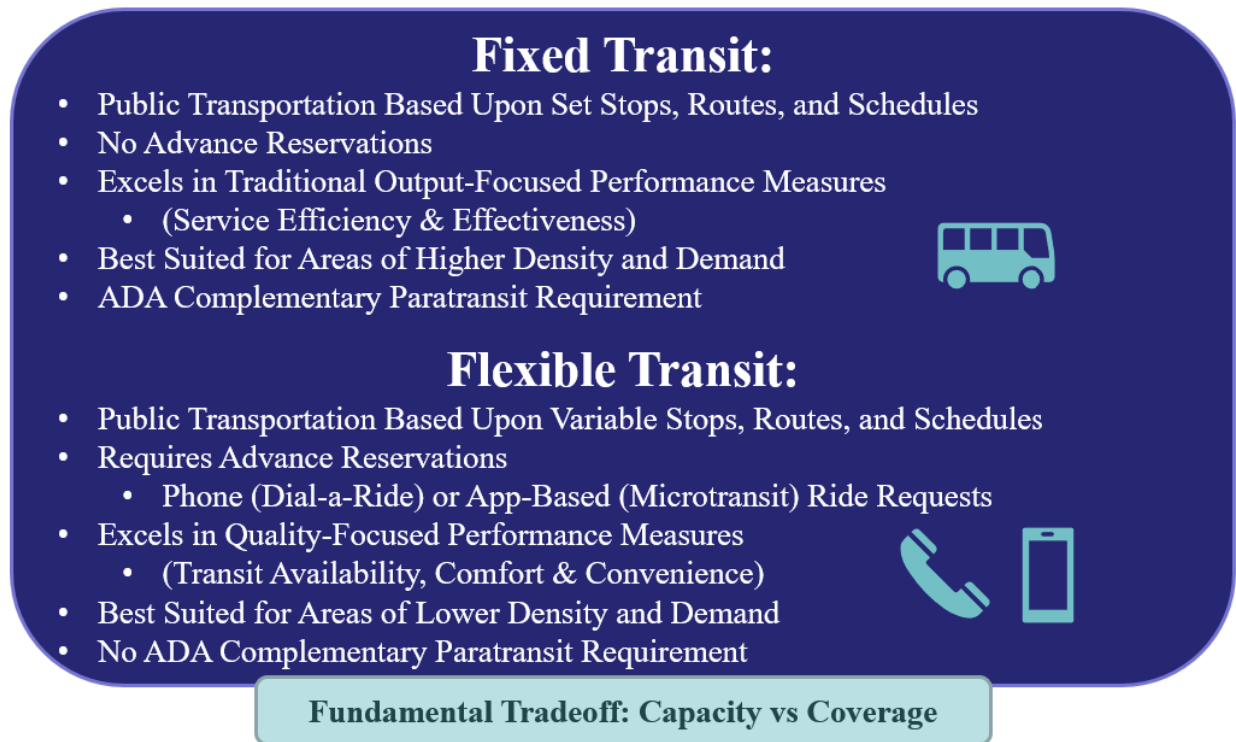 Fixed Transit:
• Public Transportation Based Upon Set Stops, Routes, and Schedules
• No Advance Reservations
• Excels in Traditional Output-Focused Performance Measures
• (Service Efficiency & Effectiveness)
• Best Suited for Areas of Higher Density and Demand
• ADA Complementary Paratransit Requirement
Flexible Transit:
• Public Transportation Based Upon Variable Stops, Routes, and Schedules
• Requires Advance Reservations
• Phone (Dial-a-Ride) or App-Based (Microtransit) Ride Requests
• Excels in Quality-Focused Performance Measures
• (Transit Availability, Comfort & Convenience)
• Best Suited for Areas of Lower Density and Demand
• No ADA Complementary Paratransit Requirement
Fundamental Tradeoff: Capacity vs Coverage